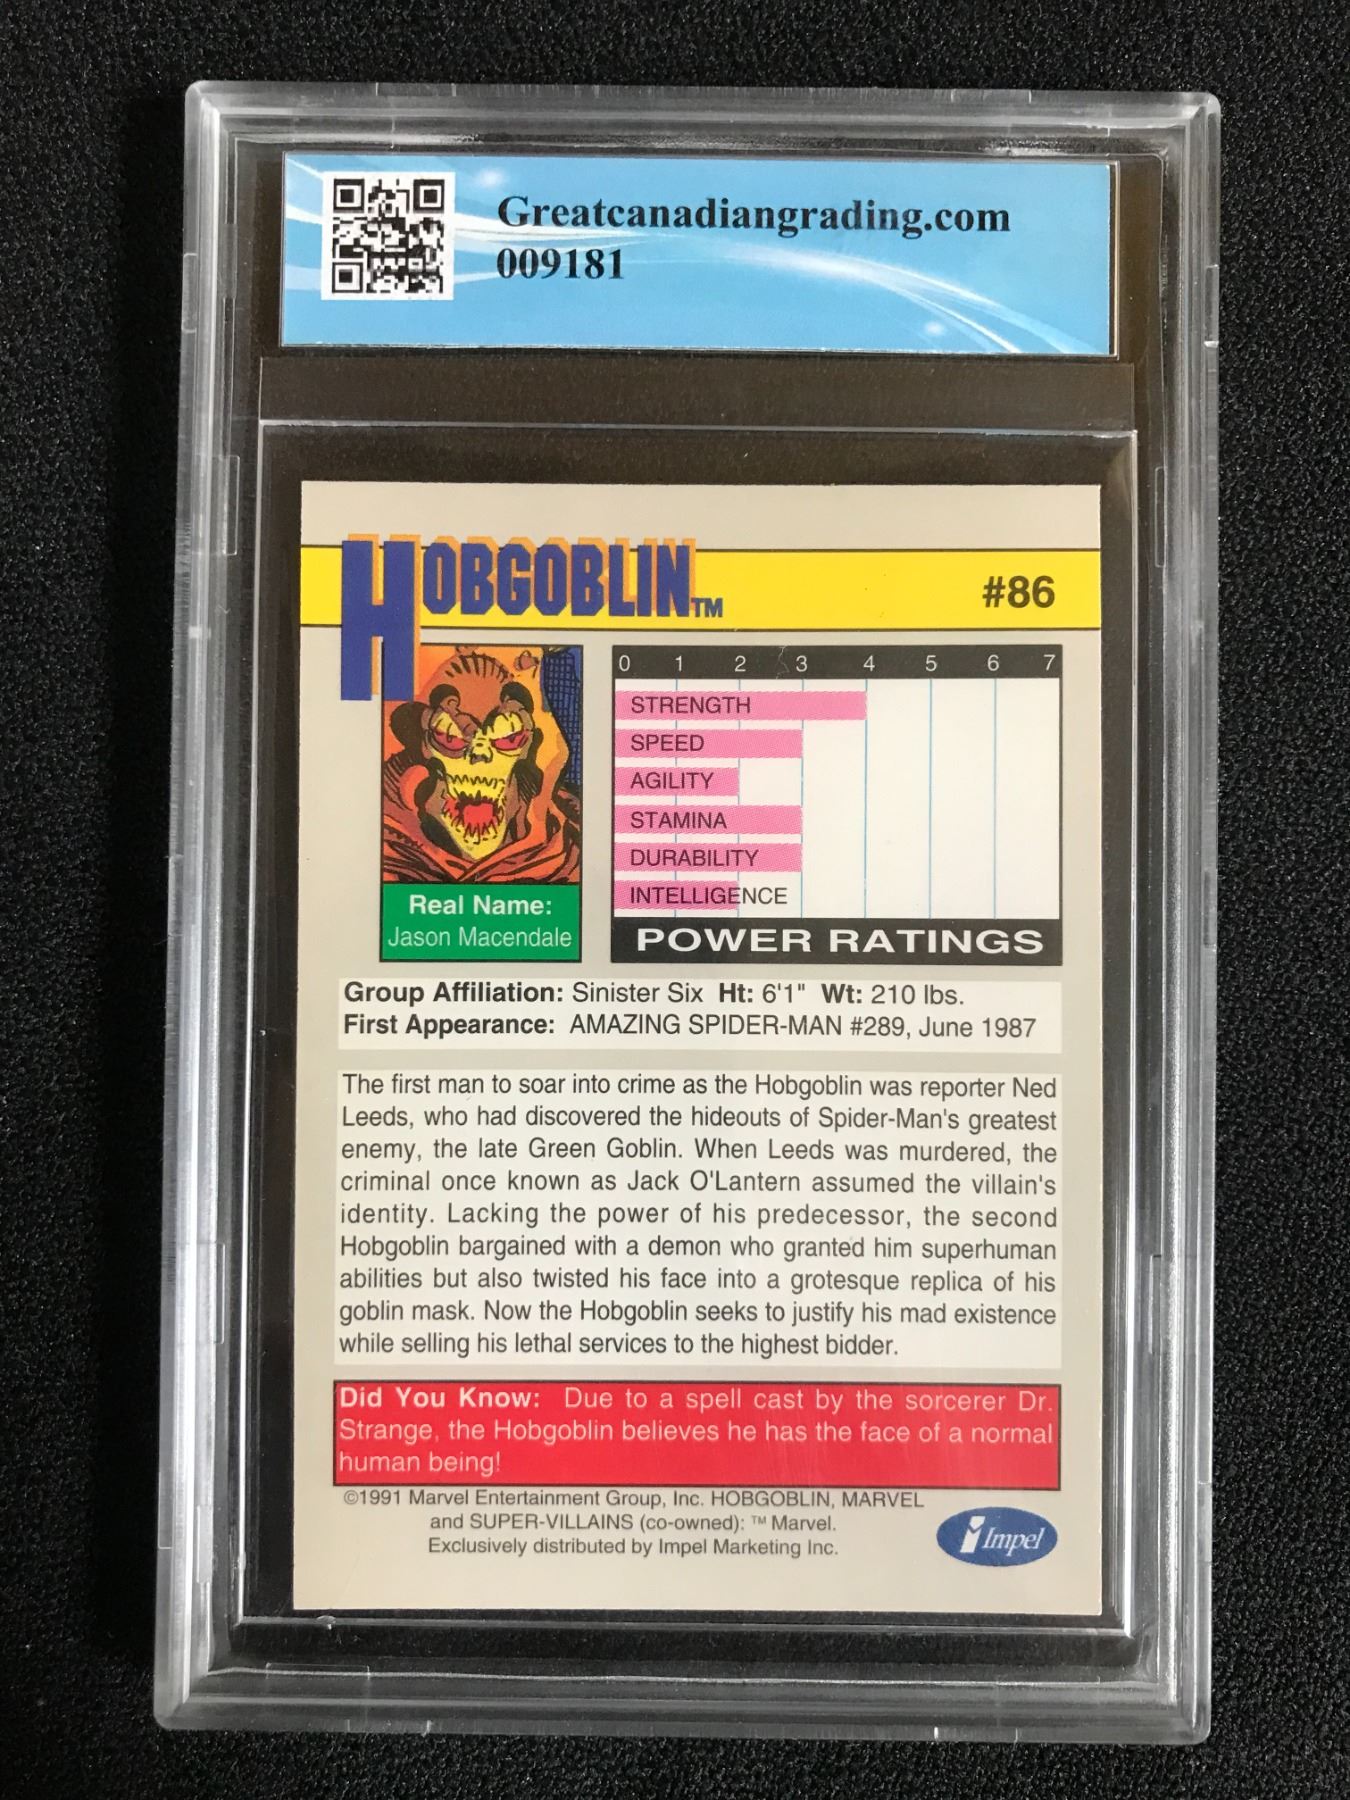 Greatcanadiangrading.com
009181
HOBGOBLIN™
#86
0 1 2 3 4 5 6 7
STRENGTH
SPEED
AGILITY
STAMINA
DURABILITY
INTELLIGENCE
POWER RATINGS
Real Name:
Jason Macendale
Group Affiliation: Sinister Six Ht: 6'1" Wt: 210 lbs.
First Appearance: AMAZING SPIDER-MAN #289, June 1987
The first man to soar into crime as the Hobgoblin was reporter Ned
Leeds, who had discovered the hideouts of Spider-Man's greatest
enemy, the late Green Goblin. When Leeds was murdered, the
criminal once known as Jack O'Lantern assumed the villain's
identity. Lacking the power of his predecessor, the second
Hobgoblin bargained with a demon who granted him superhuman
abilities but also twisted his face into a grotesque replica of his
goblin mask. Now the Hobgoblin seeks to justify his mad existence
while selling his lethal services to the highest bidder.
Did You Know: Due to a spell cast by the sorcerer Dr.
Strange, the Hobgoblin believes he has the face of a normal
human being!
©1991 Marvel Entertainment Group, Inc. HOBGOBLIN, MARVEL
and SUPER-VILLAINS (co-owned): ™ Marvel.
Exclusively distributed by Impel Marketing Inc.
Impel